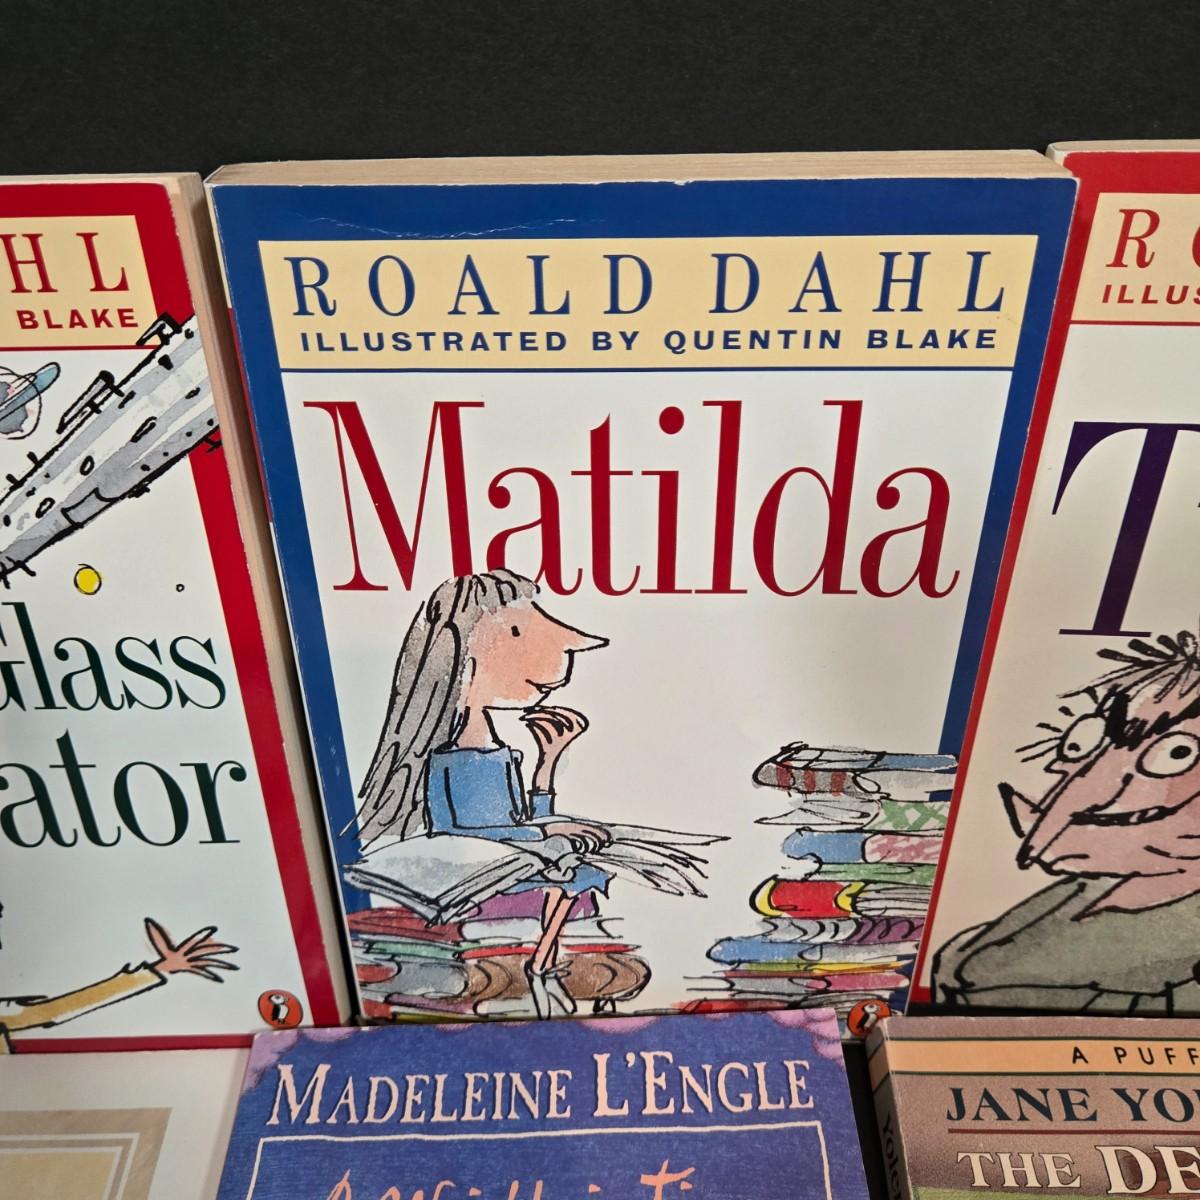 HL
BLAKE
Glass
ator
ROALD DAHL
ILLUSTRATED BY QUENTIN BLAKE
Matilda
R
ILLUS
T
MADELEINE L'ENGLE
A PUFF
JANE YO
THE DE